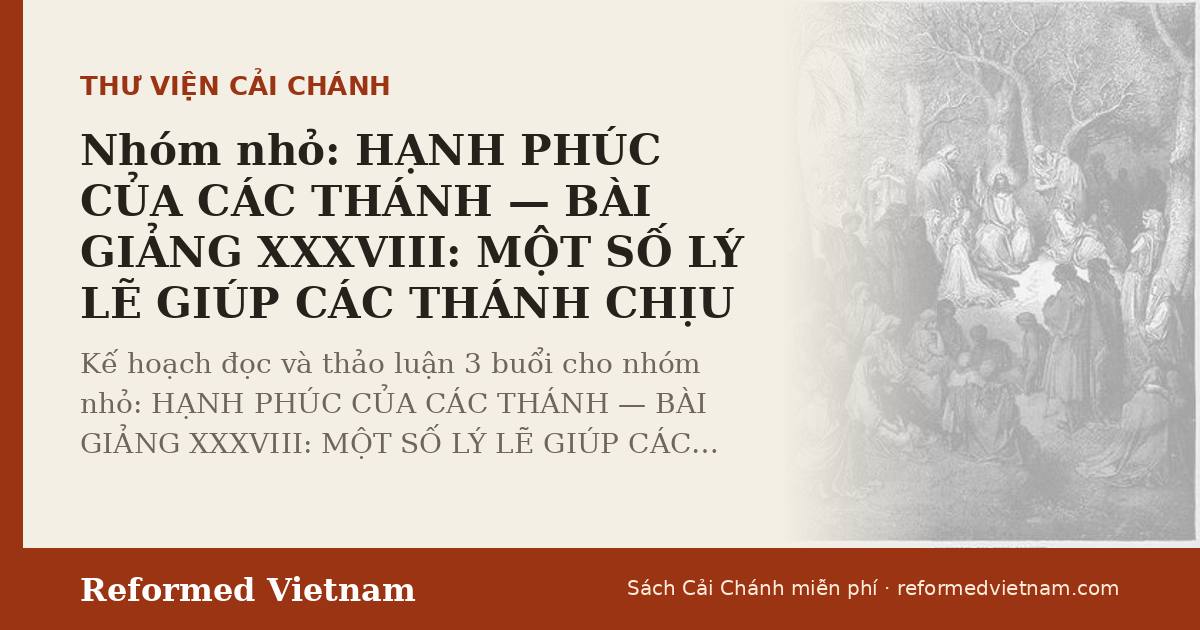 THƯ VIỆN CẢI CHÁNH
Nhóm nhỏ: HẠNH PHÚC
CỦA CÁC THÁNH — BÀI
GIẢNG XXXVIII: MỘT SỐ LÝ
LẼ GIÚP CÁC THÁNH CHỊU
Kế hoạch đọc và thảo luận 3 buổi cho nhóm
nhỏ: HẠNH PHÚC CỦA CÁC THÁNH — BÀI
GIẢNG XXXVIII: MỘT SỐ LÝ LẼ GIÚP CÁC...
Reformed Vietnam
Sách Cải Chánh miễn phí · reformedvietnam.com